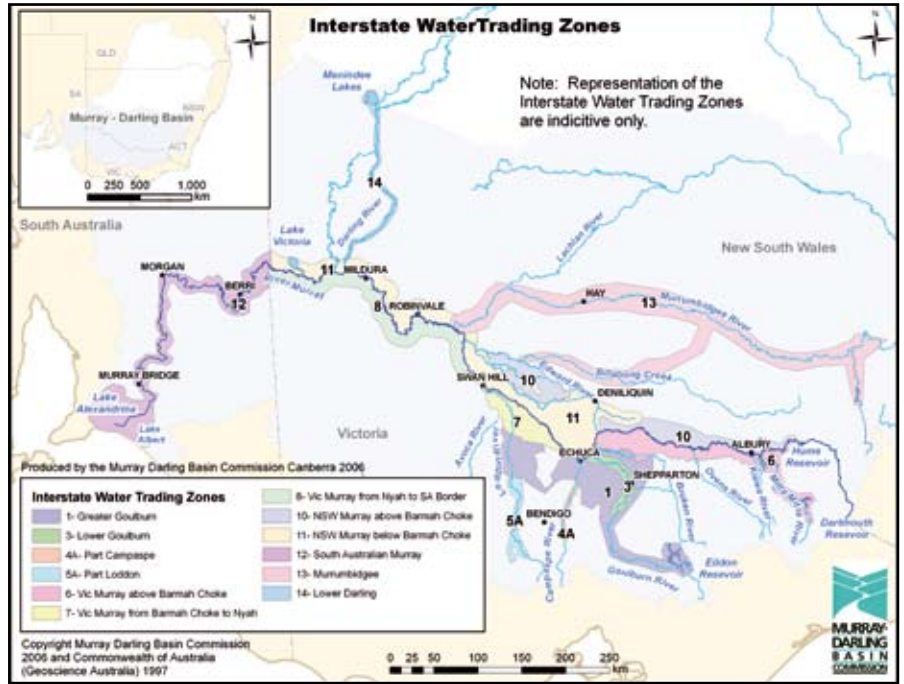 Interstate WaterTrading Zones
N
N
QLD
SA
NSW
Murray - Darling Basin
ACT
VIC
0 250 500 1,000
km
Menindee
Lakes
Note: Representation of the
Interstate Water Trading Zones
are indicitive only.
14
Darling River
South Australia
Lake
Victoria
Lachlan River
New South Wales
MORGAN
11
MILDURA
BERRI
12
River Murray
8
ROBINVALE
HAY
13
Murrumbidgee River
MURRAY BRIDGE
SWAN HILL
10
Edward River
Billabong Creek
DENILIQUIN
Lake
Alexandrina
Lake
Albert
Victoria
Avoca River
7
11
10
ALBURY
6
Hume
Resevoir
ECHUCA
SHEPPARTON
3
1
Broken River
Ovens River
Kiewa River
Mitta Mitta River
Dartmouth
Resevoir
5A
BENDIGO
4A
Goulburn River
Eildon
Resevoir
Produced by the Murray Darling Basin Commission Canberra 2006
Interstate Water Trading Zones
1- Greater Goulburn
3- Lower Goulburn
4A- Part Campaspe
5A- Part Loddon
6- Vic Murray above Barmah Choke
7- Vic Murray from Barmah Choke to Nyah
8- Vic Murray from Nyah to SA Border
10- NSW Murray above Barmah Choke
11- NSW Murray below Barmah Choke
12- South Australian Murray
13- Murrumbidgee
14- Lower Darling
Copyright Murray Darling Basin Commission
2006 and Commonwealth of Australia
(Geoscience Australia) 1997
0 25 50 100 150 200 250
km
MURRAY-
DARLING
BASIN
COMMISSION